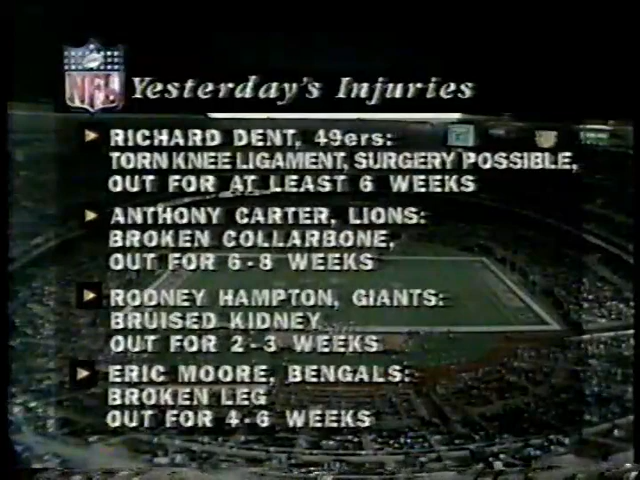 NFL
Yesterday's Injuries
RICHARD DENT, 49ers:
TORN KNEE LIGAMENT, SURGERY POSSIBLE,
OUT FOR AT LEAST 6 WEEKS
ANTHONY CARTER, LIONS:
BROKEN COLLARBONE,
OUT FOR 6-8 WEEKS
RODNEY HAMPTON, GIANTS:
BRUISED KIDNEY
OUT FOR 2-3 WEEKS
ERIC MOORE, BENGALS:
BROKEN LEG
OUT FOR 4-6 WEEKS